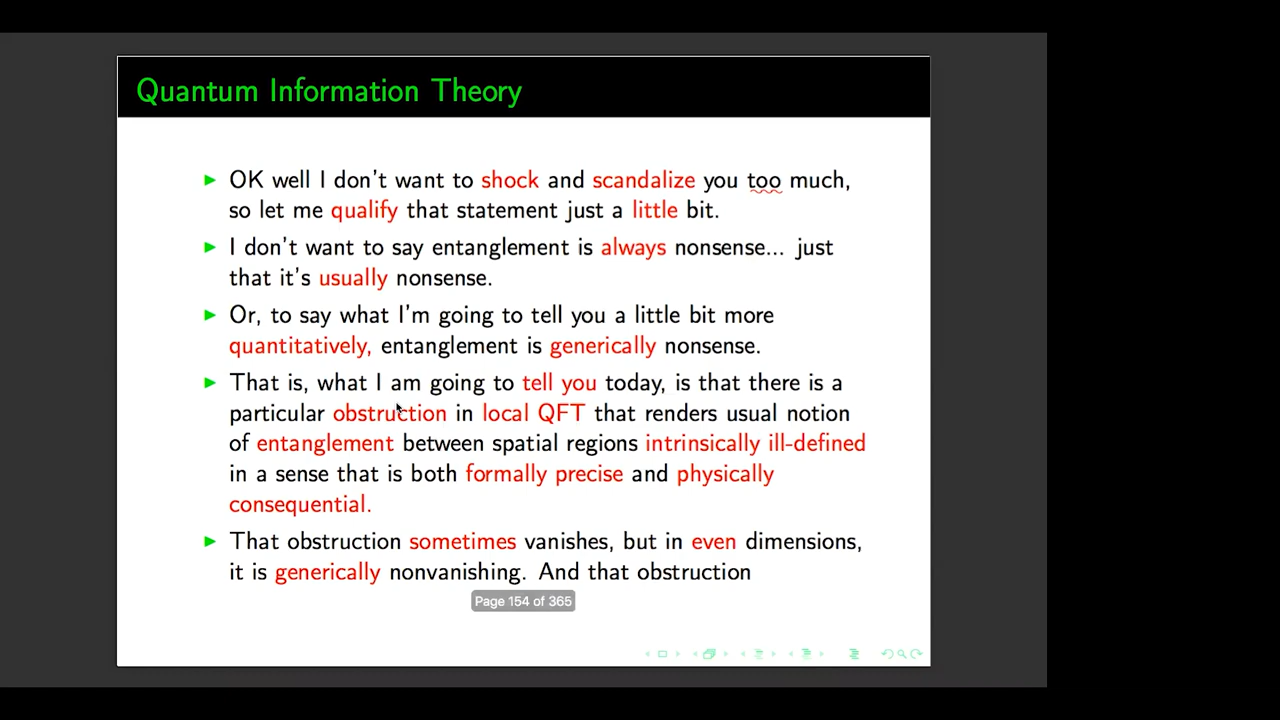 Quantum Information Theory
OK well I don't want to shock and scandalize you too much,
so let me qualify that statement just a little bit.
I don't want to say entanglement is always nonsense... just
that it's usually nonsense.
Or, to say what I'm going to tell you a little bit more
quantitatively, entanglement is generically nonsense.
That is, what I am going to tell you today, is that there is a
particular obstruction in local QFT that renders usual notion
of entanglement between spatial regions intrinsically ill-defined
in a sense that is both formally precise and physically
consequential.
That obstruction sometimes vanishes, but in even dimensions,
it is generically nonvanishing. And that obstruction
Page 154 of 365